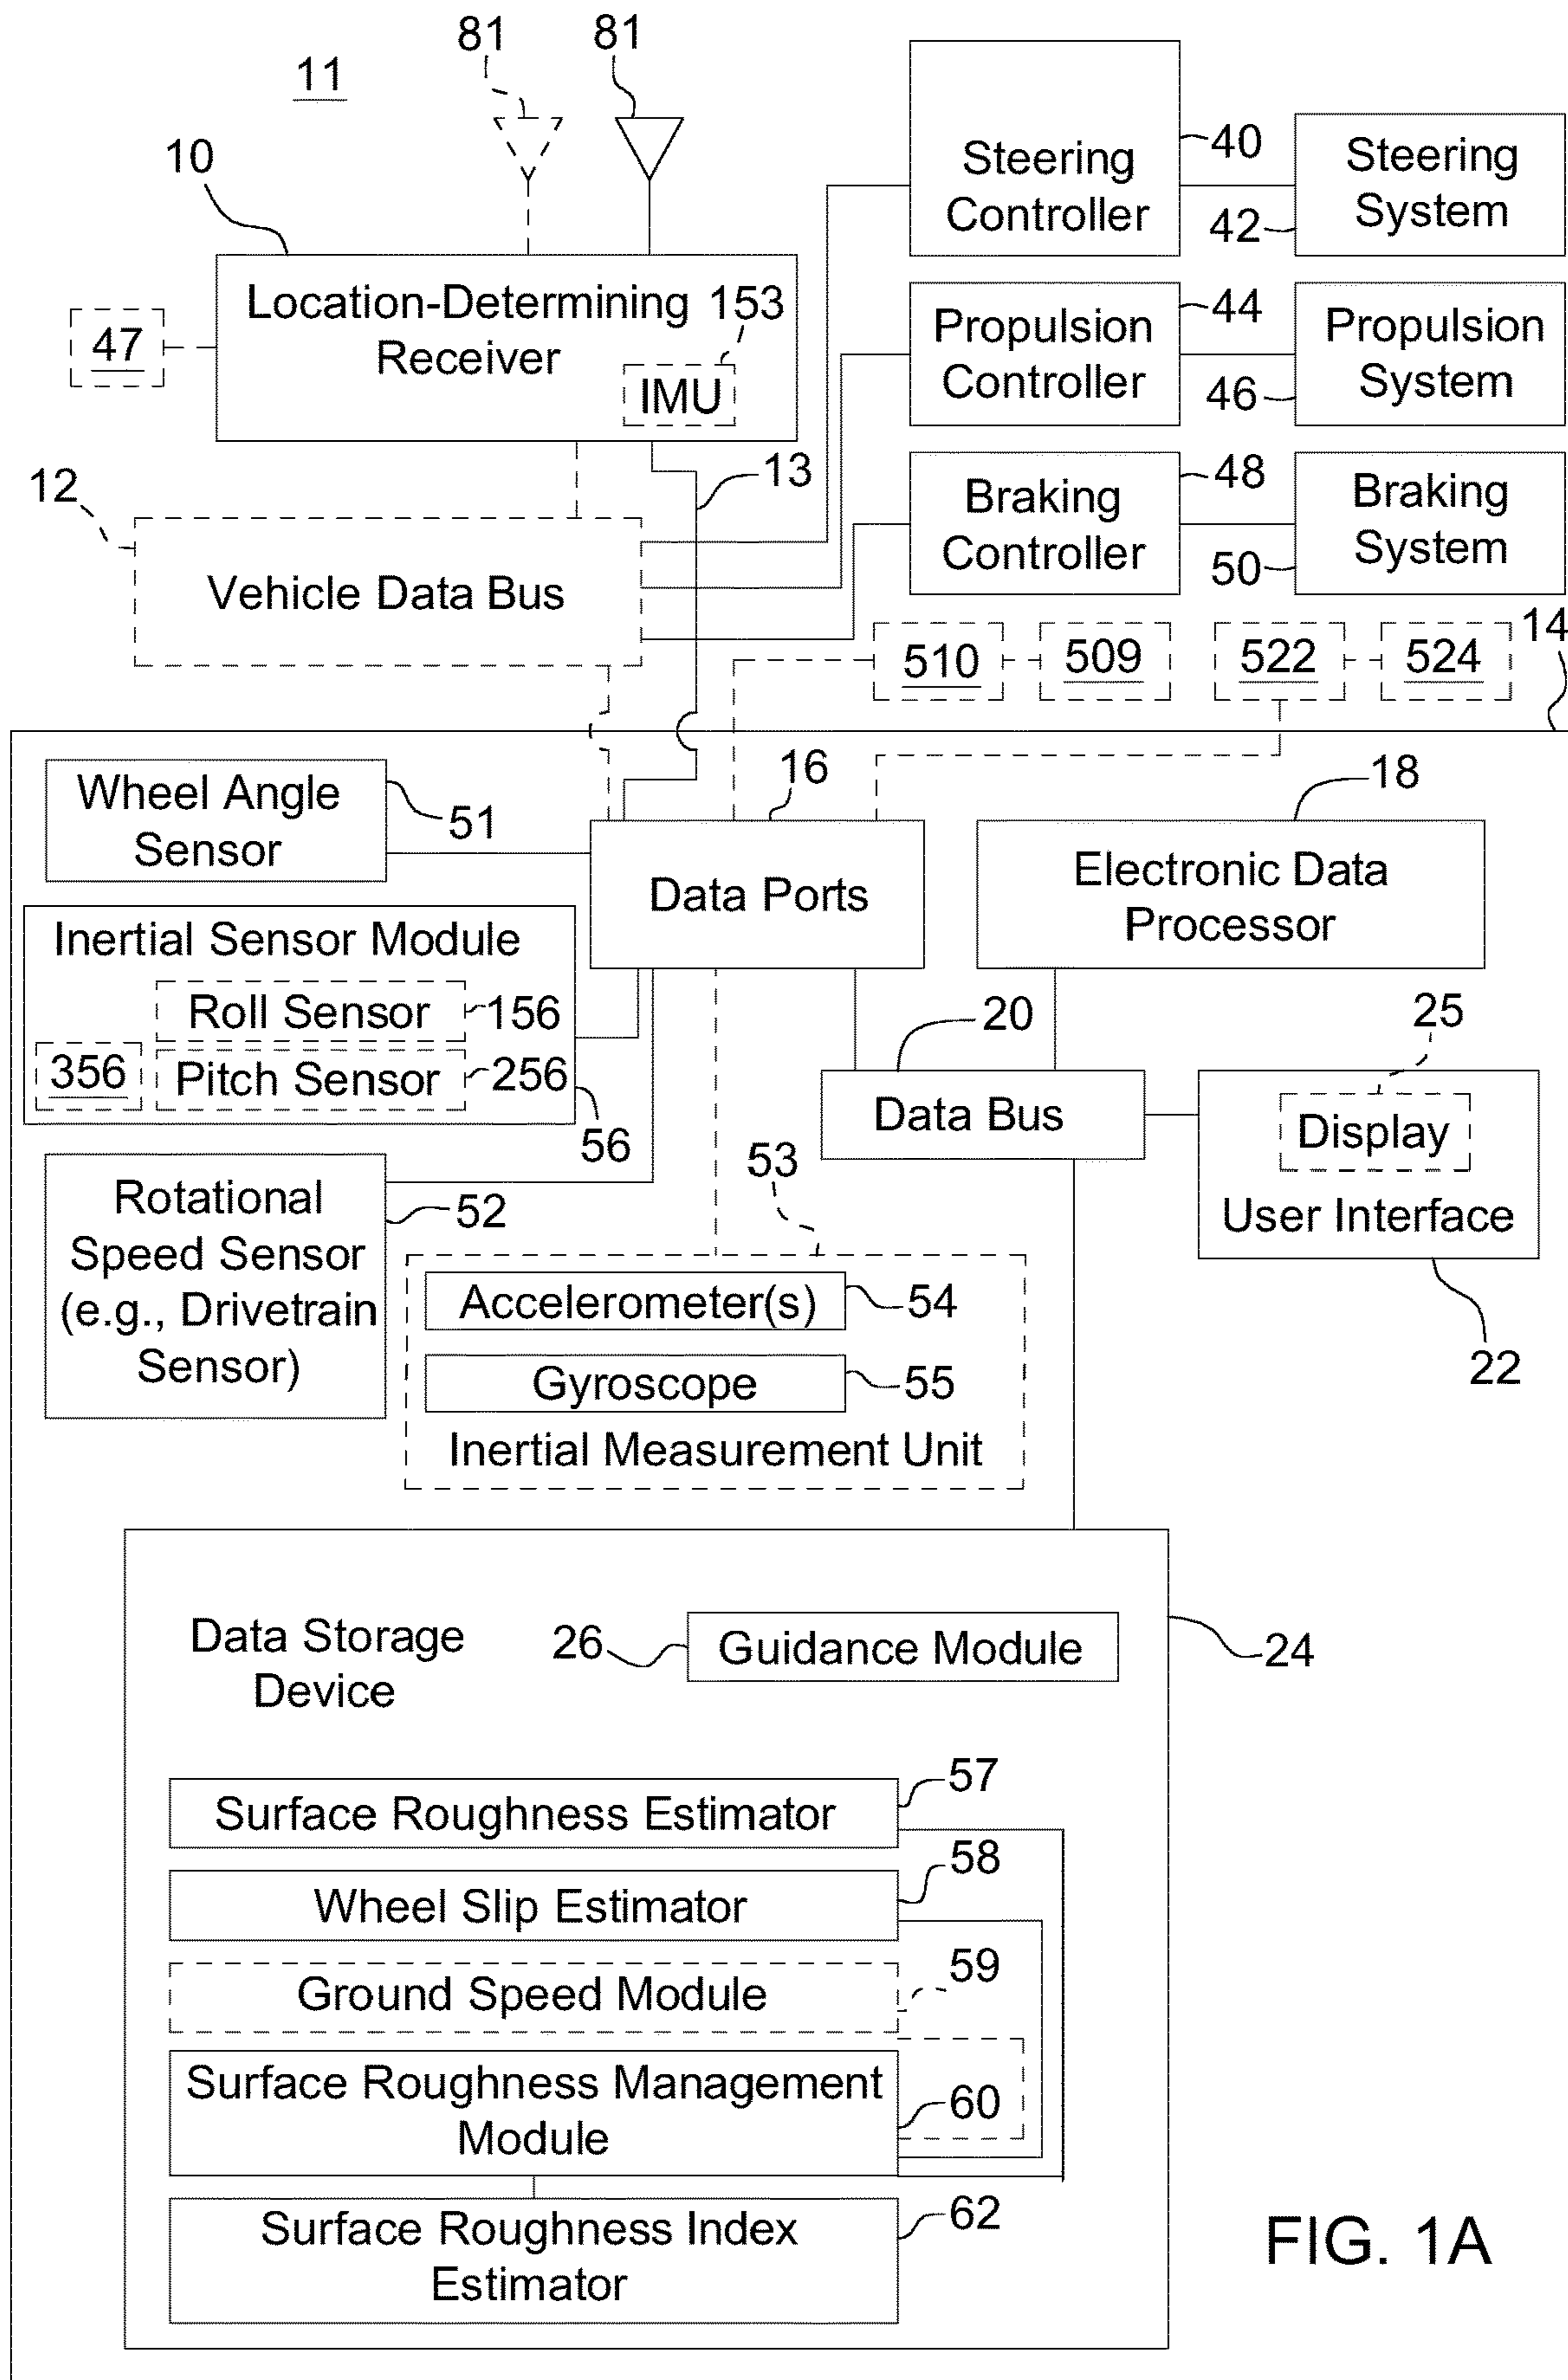 81
81
11
10
Location-Determining
Receiver
153
IMU
47
Steering
Controller
40
Steering
System
42
Propulsion
Controller
44
Propulsion
System
46
Braking
Controller
48
Braking
System
50
12
13
Vehicle Data Bus
510
509
522
524
14
Wheel Angle
Sensor
51
16
Data Ports
18
Electronic Data
Processor
Inertial Sensor Module
Roll Sensor
156
356
Pitch Sensor
256
56
20
Data Bus
25
Display
User Interface
22
Rotational
Speed Sensor
(e.g., Drivetrain
Sensor)
52
53
Accelerometer(s)
54
Gyroscope
55
Inertial Measurement Unit
Data Storage
Device
26
Guidance Module
24
Surface Roughness Estimator
57
Wheel Slip Estimator
58
Ground Speed Module
59
Surface Roughness Management
Module
60
Surface Roughness Index
Estimator
62
FIG. 1A